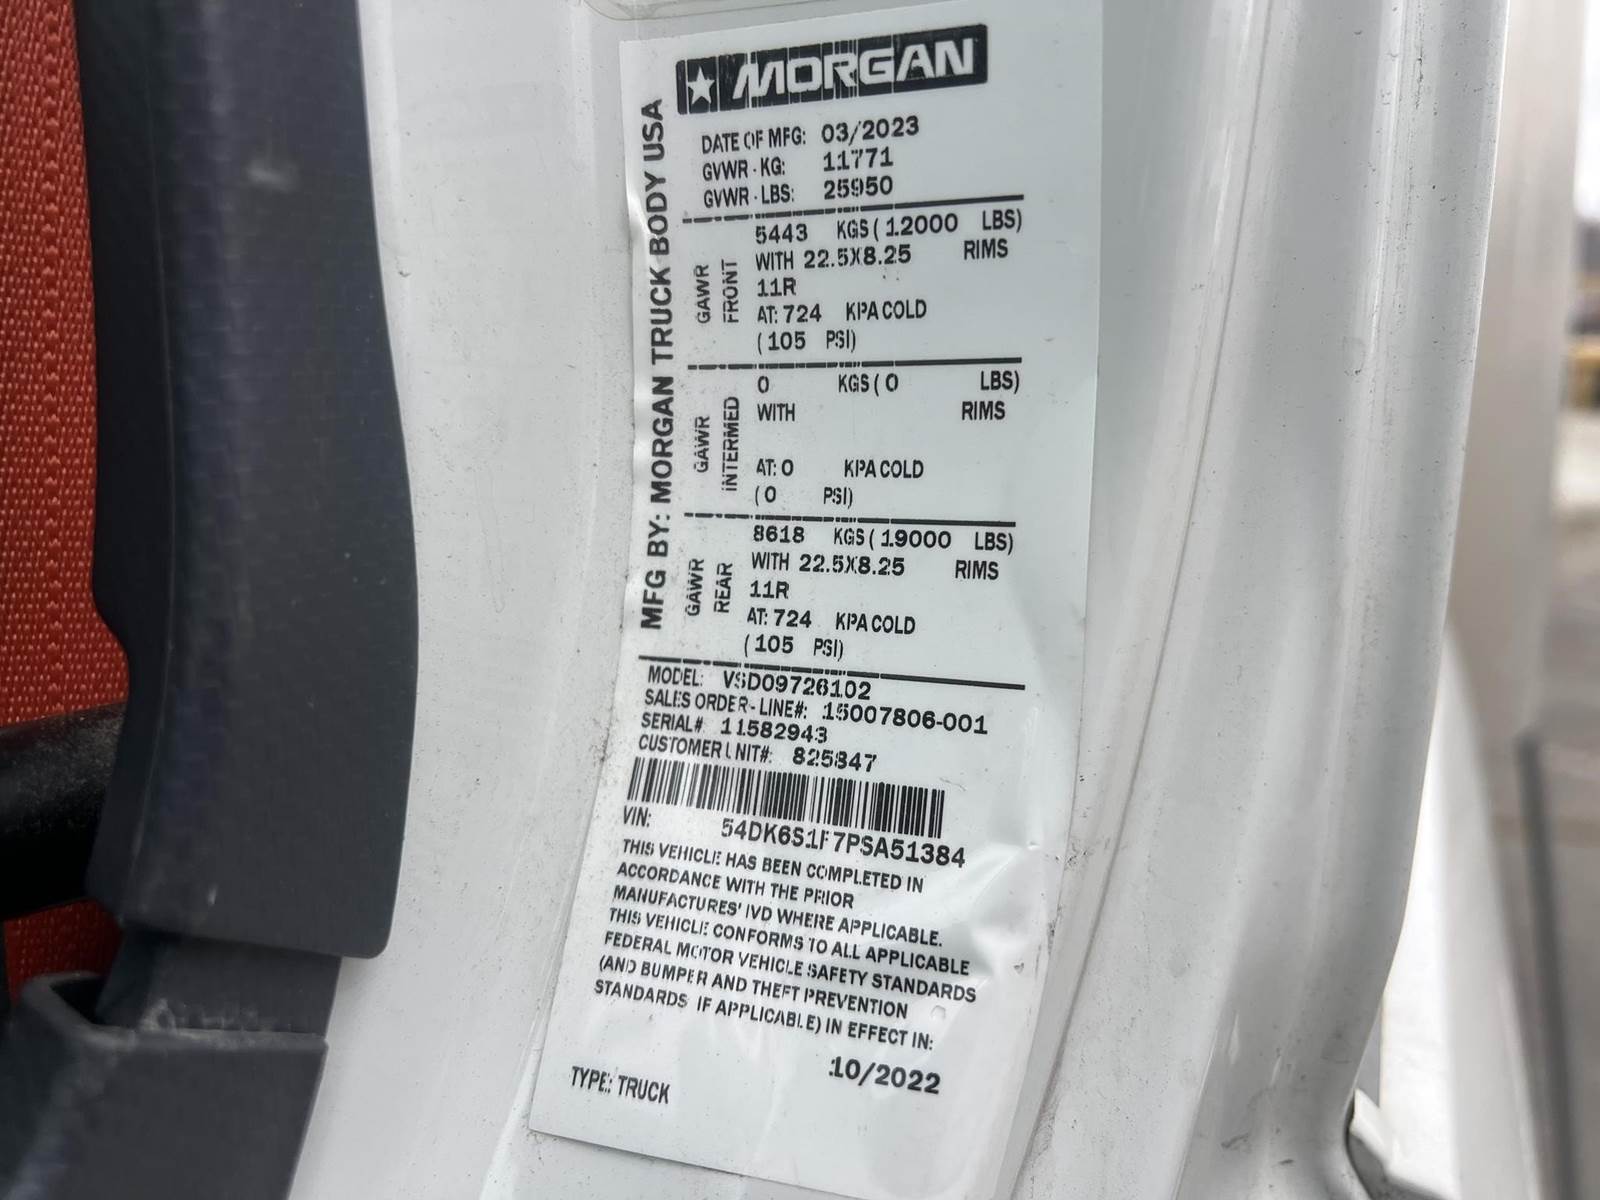 MORGAN
MFG BY: MORGAN TRUCK BODY USA
DATE OF MFG: 03/2023
GVWR - KG: 11771
GVWR - LBS: 25950
GAWR FRONT
5443 KGS ( 12000 LBS)
WITH 22.5X8.25 RIMS
11R
AT: 724 KPA COLD
( 105 PSI)
GAWR INTERMED
0 KGS ( 0 LBS)
WITH RIMS
AT: 0 KPA COLD
( 0 PSI)
GAWR REAR
8618 KGS ( 19000 LBS)
WITH 22.5X8.25 RIMS
11R
AT: 724 KPA COLD
( 105 PSI)
MODEL: VSD09726102
SALES ORDER - LINE#: 15007806-001
SERIAL# 11582943
CUSTOMER UNIT#: 825847
VIN: 54DK6S1F7PSA51384
THIS VEHICLE HAS BEEN COMPLETED IN
ACCORDANCE WITH THE PRIOR
MANUFACTURES' IVD WHERE APPLICABLE.
THIS VEHICLE CONFORMS TO ALL APPLICABLE
FEDERAL MOTOR VEHICLE SAFETY STANDARDS
(AND BUMPER AND THEFT PREVENTION
STANDARDS IF APPLICABLE) IN EFFECT IN:
10/2022
TYPE: TRUCK